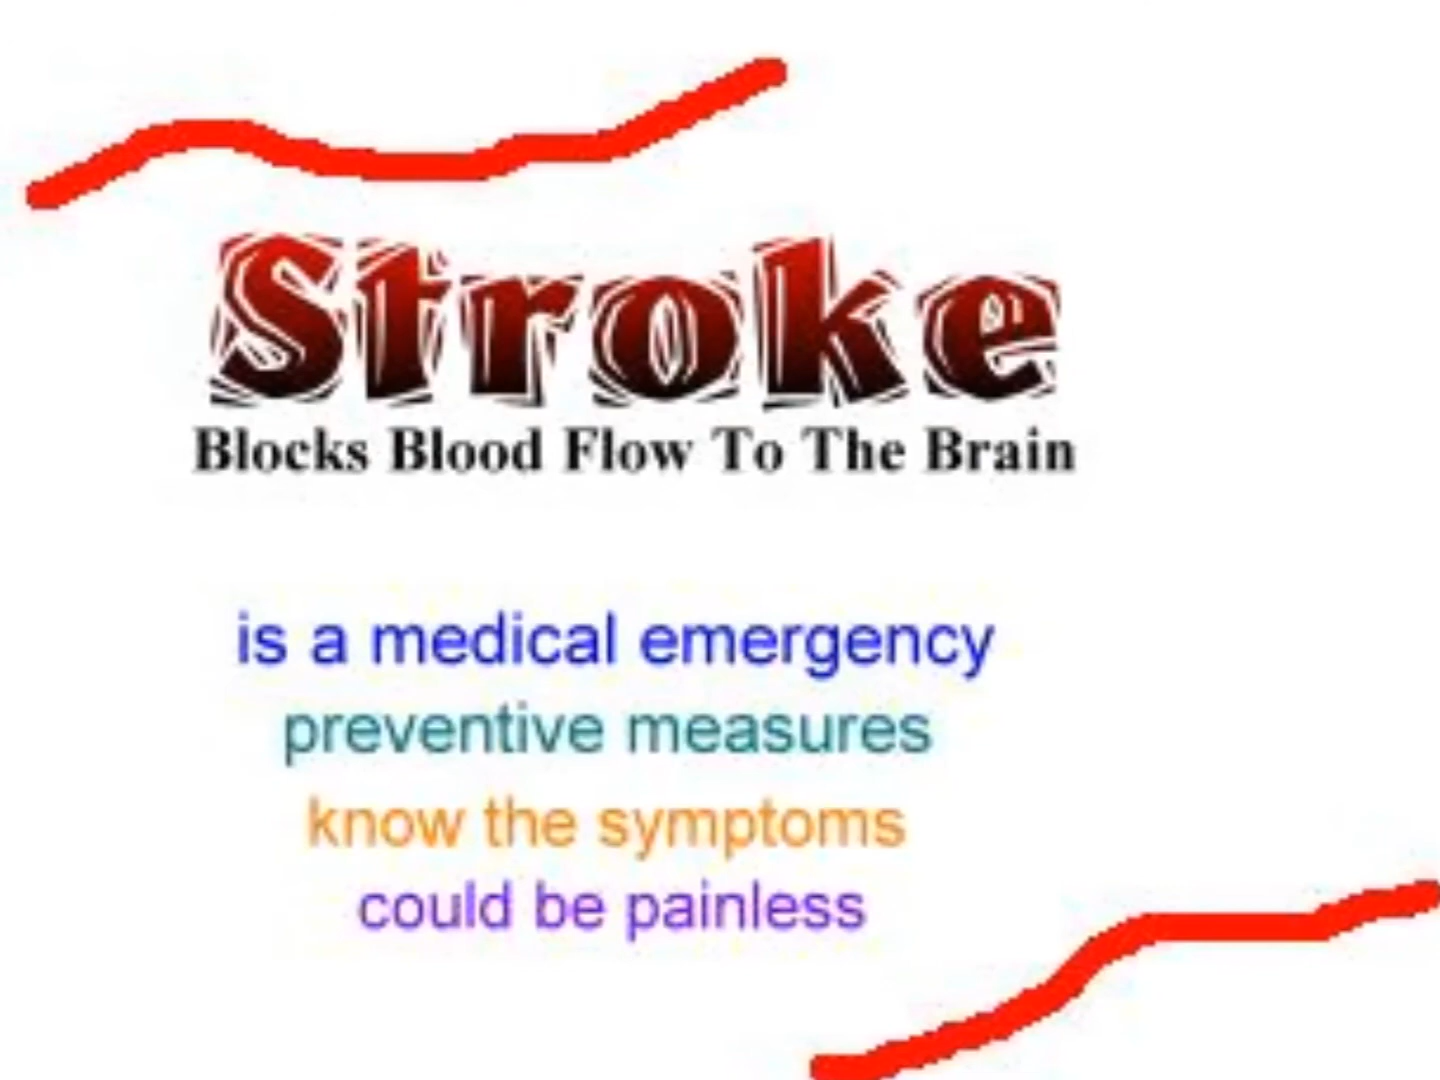 Stroke
Blocks Blood Flow To The Brain
is a medical emergency
preventive measures
know the symptoms
could be painless